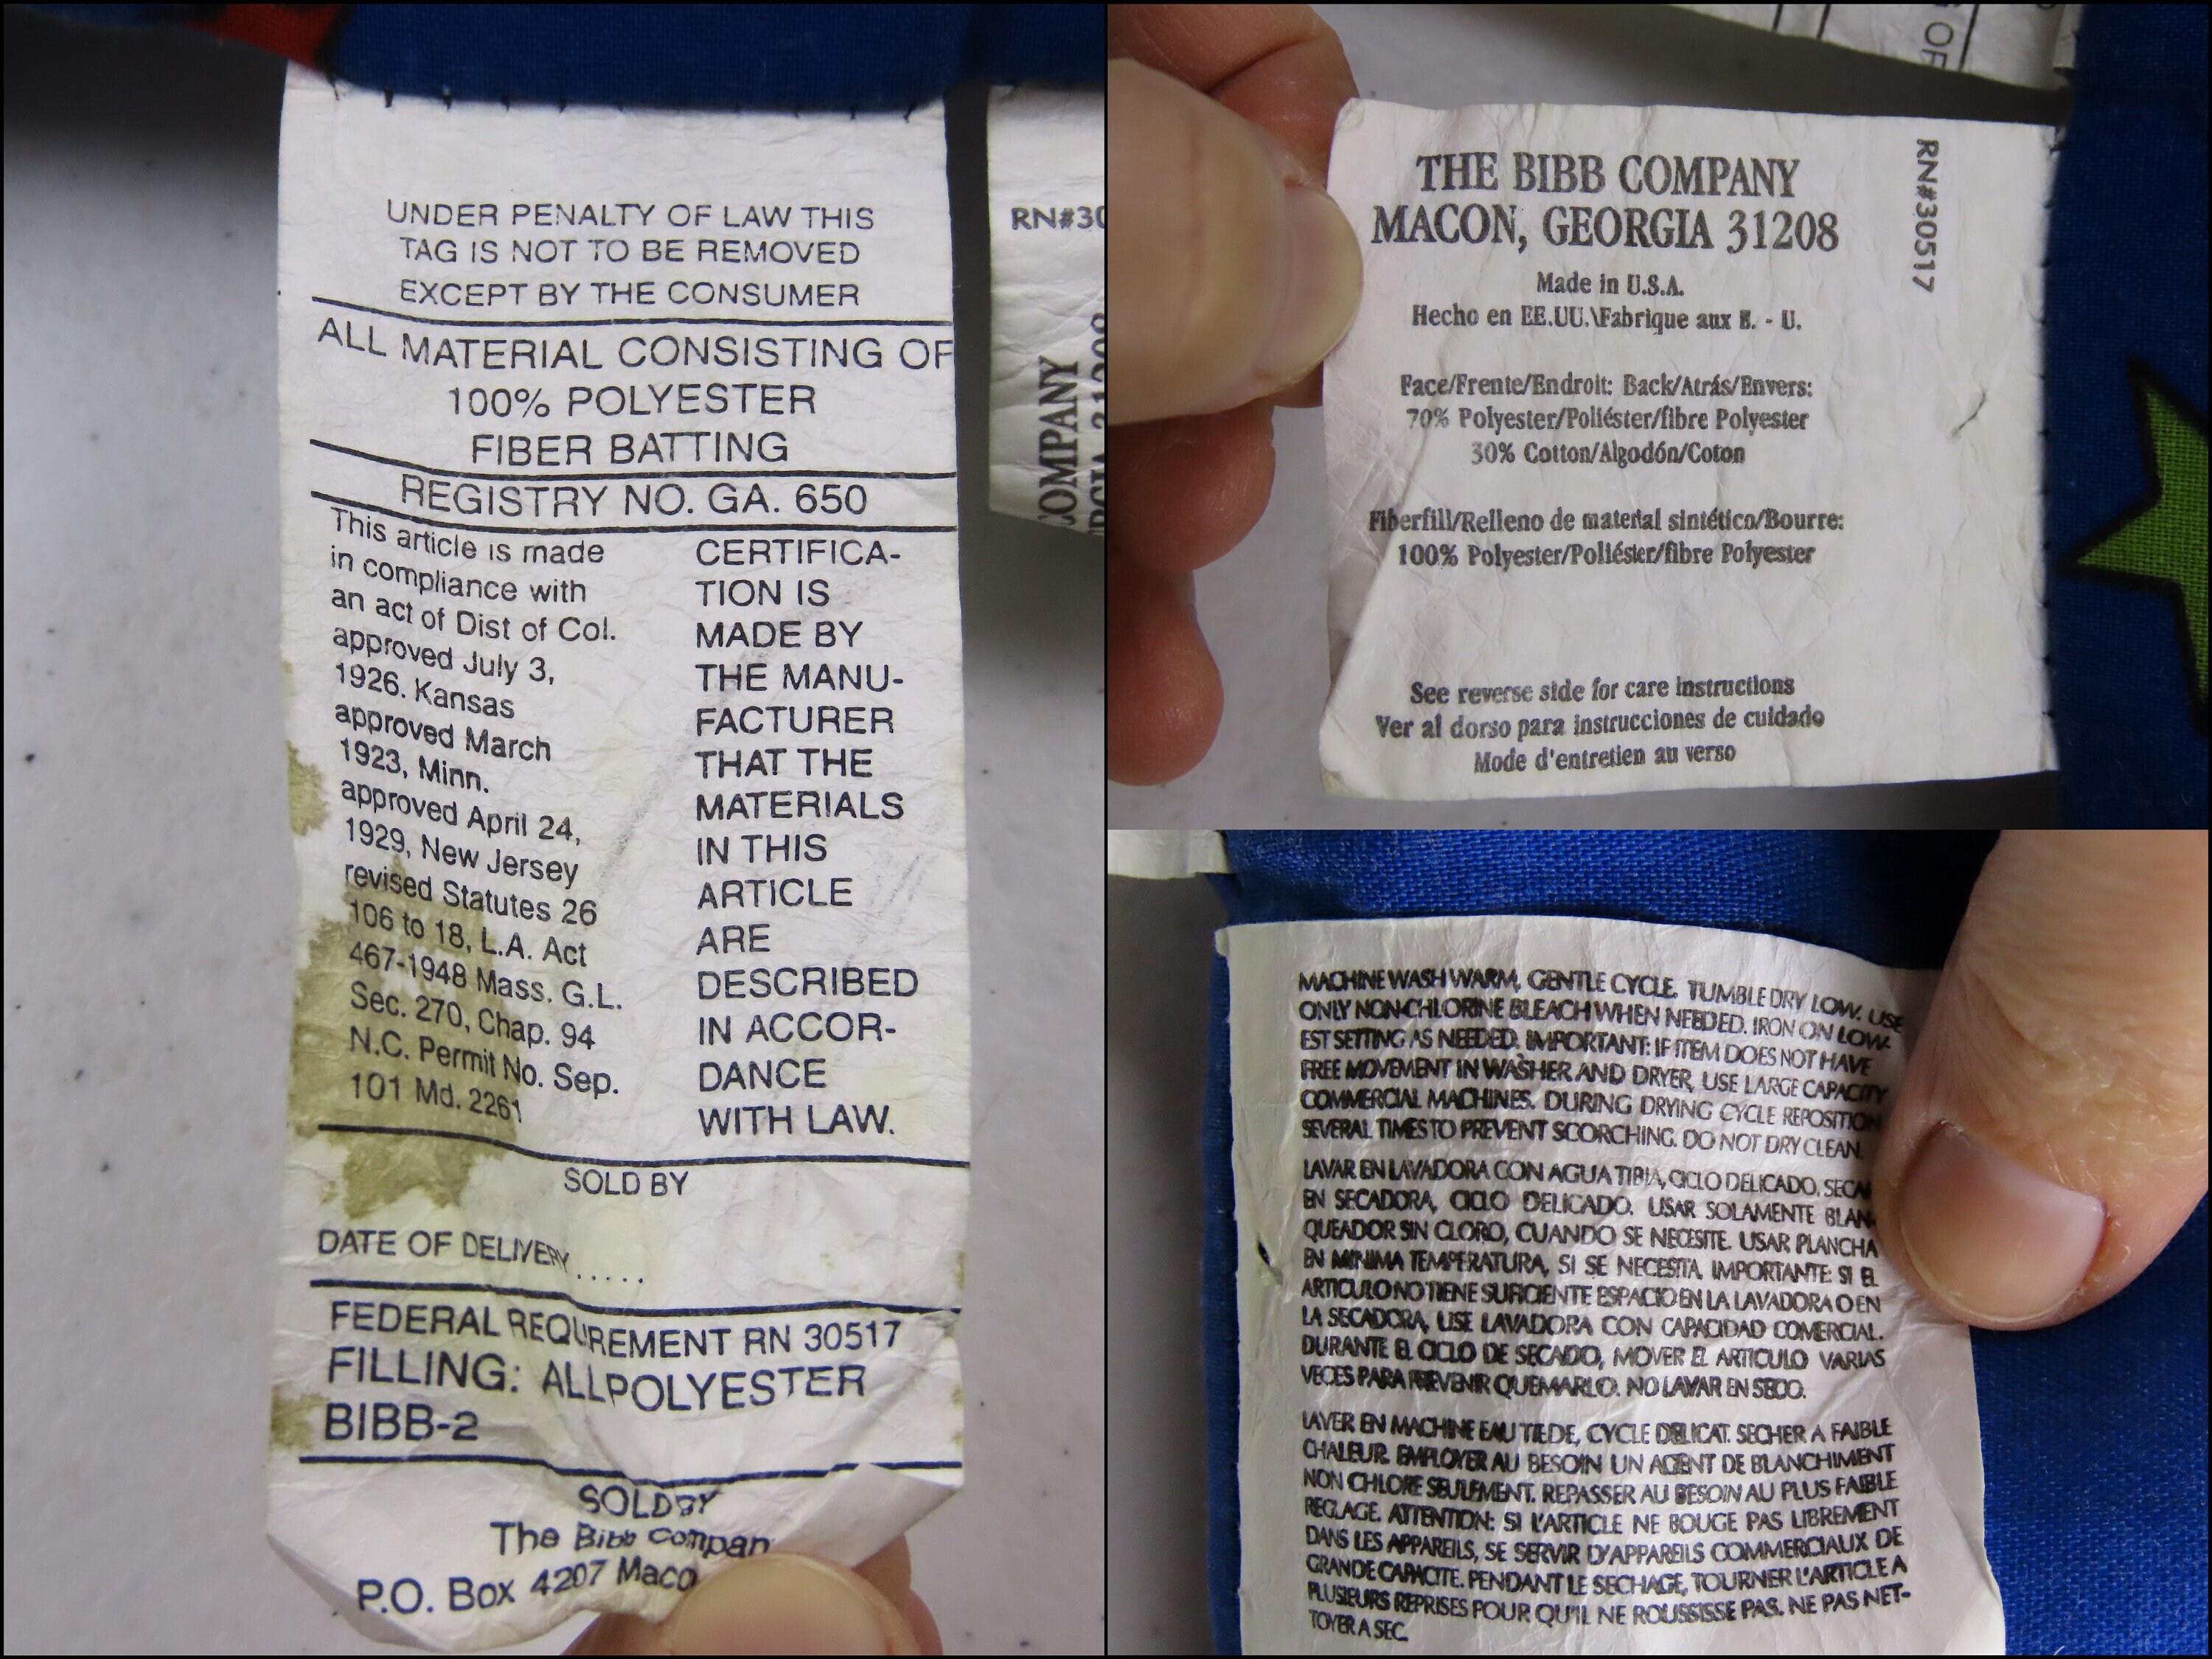 UNDER PENALTY OF LAW THIS
TAG IS NOT TO BE REMOVED
EXCEPT BY THE CONSUMER
ALL MATERIAL CONSISTING OF
100% POLYESTER
FIBER BATTING
REGISTRY NO. GA. 650
This article is made
in compliance with
an act of Dist of Col.
approved July 3,
1926. Kansas
approved March
1923, Minn.
approved April 24,
1929, New Jersey
revised Statutes 26
106 to 18, L.A. Act
467-1948 Mass. G.L.
Sec. 270, Chap. 94
N.C. Permit No. Sep.
101 Md. 2261
CERTIFICA-
TION IS
MADE BY
THE MANU-
FACTURER
THAT THE
MATERIALS
IN THIS
ARTICLE
ARE
DESCRIBED
IN ACCOR-
DANCE
WITH LAW.
SOLD BY
DATE OF DELIVERY .....
FEDERAL REQUREMENT RN 30517
FILLING: ALL POLYESTER
BIBB-2
SOLD BY
The Bibb Compan
P.O. Box 4207 Maco
RN#30
COMPANY
RGIA 31208
OF
THE BIBB COMPANY
MACON, GEORGIA 31208
RN#30517
Made in U.S.A.
Hecho en EE.UU.\Fabrique aux E. - U.
Face/Frente/Endroit: Back/Atrás/Envers:
70% Polyester/Poliéster/fibre Polyester
30% Cotton/Algodón/Coton
Fiberfill/Relleno de material sintético/Bourre:
100% Polyester/Poliéster/fibre Polyester
See reverse side for care instructions
Ver al dorso para instrucciones de cuidado
Mode d'entretien au verso
MACHINE WASH WARM, GENTLE CYCLE. TUMBLE DRY LOW. USE
ONLY NON-CHLORINE BLEACH WHEN NEEDED. IRON ON LOW-
EST SETTING AS NEEDED. IMPORTANT: IF ITEM DOES NOT HAVE
FREE MOVEMENT IN WASHER AND DRYER, USE LARGE CAPACITY
COMMERCIAL MACHINES. DURING DRYING CYCLE REPOSITION
SEVERAL TIMES TO PREVENT SCORCHING. DO NOT DRY CLEAN.
LAVAR EN LAVADORA CON AGUA TIBIA, CICLO DELICADO. SECAR
EN SECADORA, CICLO DELICADO. USAR SOLAMENTE BLAN-
QUEADOR SIN CLORO, CUANDO SE NECESITE. USAR PLANCHA
EN MINIMA TEMPERATURA, SI SE NECESITA. IMPORTANTE: SI EL
ARTICULO NO TIENE SUFICIENTE ESPACIO EN LA LAVADORA O EN
LA SECADORA, USE LAVADORA CON CAPACIDAD COMERCIAL.
DURANTE EL CICLO DE SECADO, MOVER EL ARTICULO VARIAS
VECES PARA PREVENIR QUEMARLO. NO LAVAR EN SECO.
LAVER EN MACHINE EAU TIEDE, CYCLE DELICAT. SECHER A FAIBLE
CHALEUR. EMPLOYER AU BESOIN UN AGENT DE BLANCHIMENT
NON CHLORE SEULEMENT. REPASSER AU BESOIN AU PLUS FAIBLE
REGLAGE. ATTENTION: SI L'ARTICLE NE BOUGE PAS LIBREMENT
DANS LES APPAREILS, SE SERVIR D'APPAREILS COMMERCIAUX DE
GRANDE CAPACITE. PENDANT LE SECHAGE, TOURNER L'ARTICLE A
PLUSIEURS REPRISES POUR QU'IL NE ROUSSISSE PAS. NE PAS NET-
TOYER A SEC.